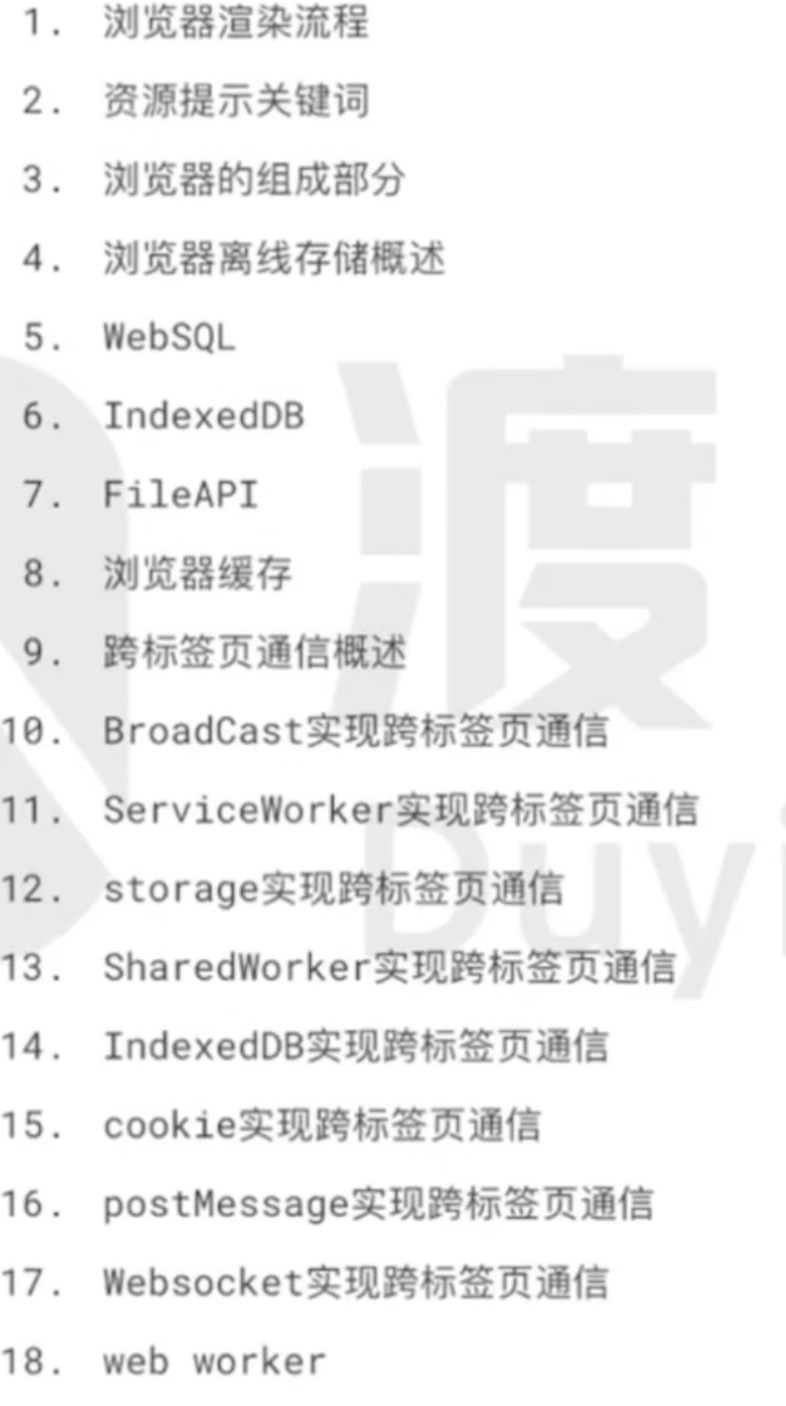 1. 浏览器渲染流程
2. 资源提示关键词
3. 浏览器的组成部分
4. 浏览器离线存储概述
5. WebSQL
6. IndexedDB
7. FileAPI
8. 浏览器缓存
9. 跨标签页通信概述
10. BroadCast实现跨标签页通信
11. ServiceWorker实现跨标签页通信
12. storage实现跨标签页通信
13. SharedWorker实现跨标签页通信
14. IndexedDB实现跨标签页通信
15. cookie实现跨标签页通信
16. postMessage实现跨标签页通信
17. Websocket实现跨标签页通信
18. web worker
渡
Duyi